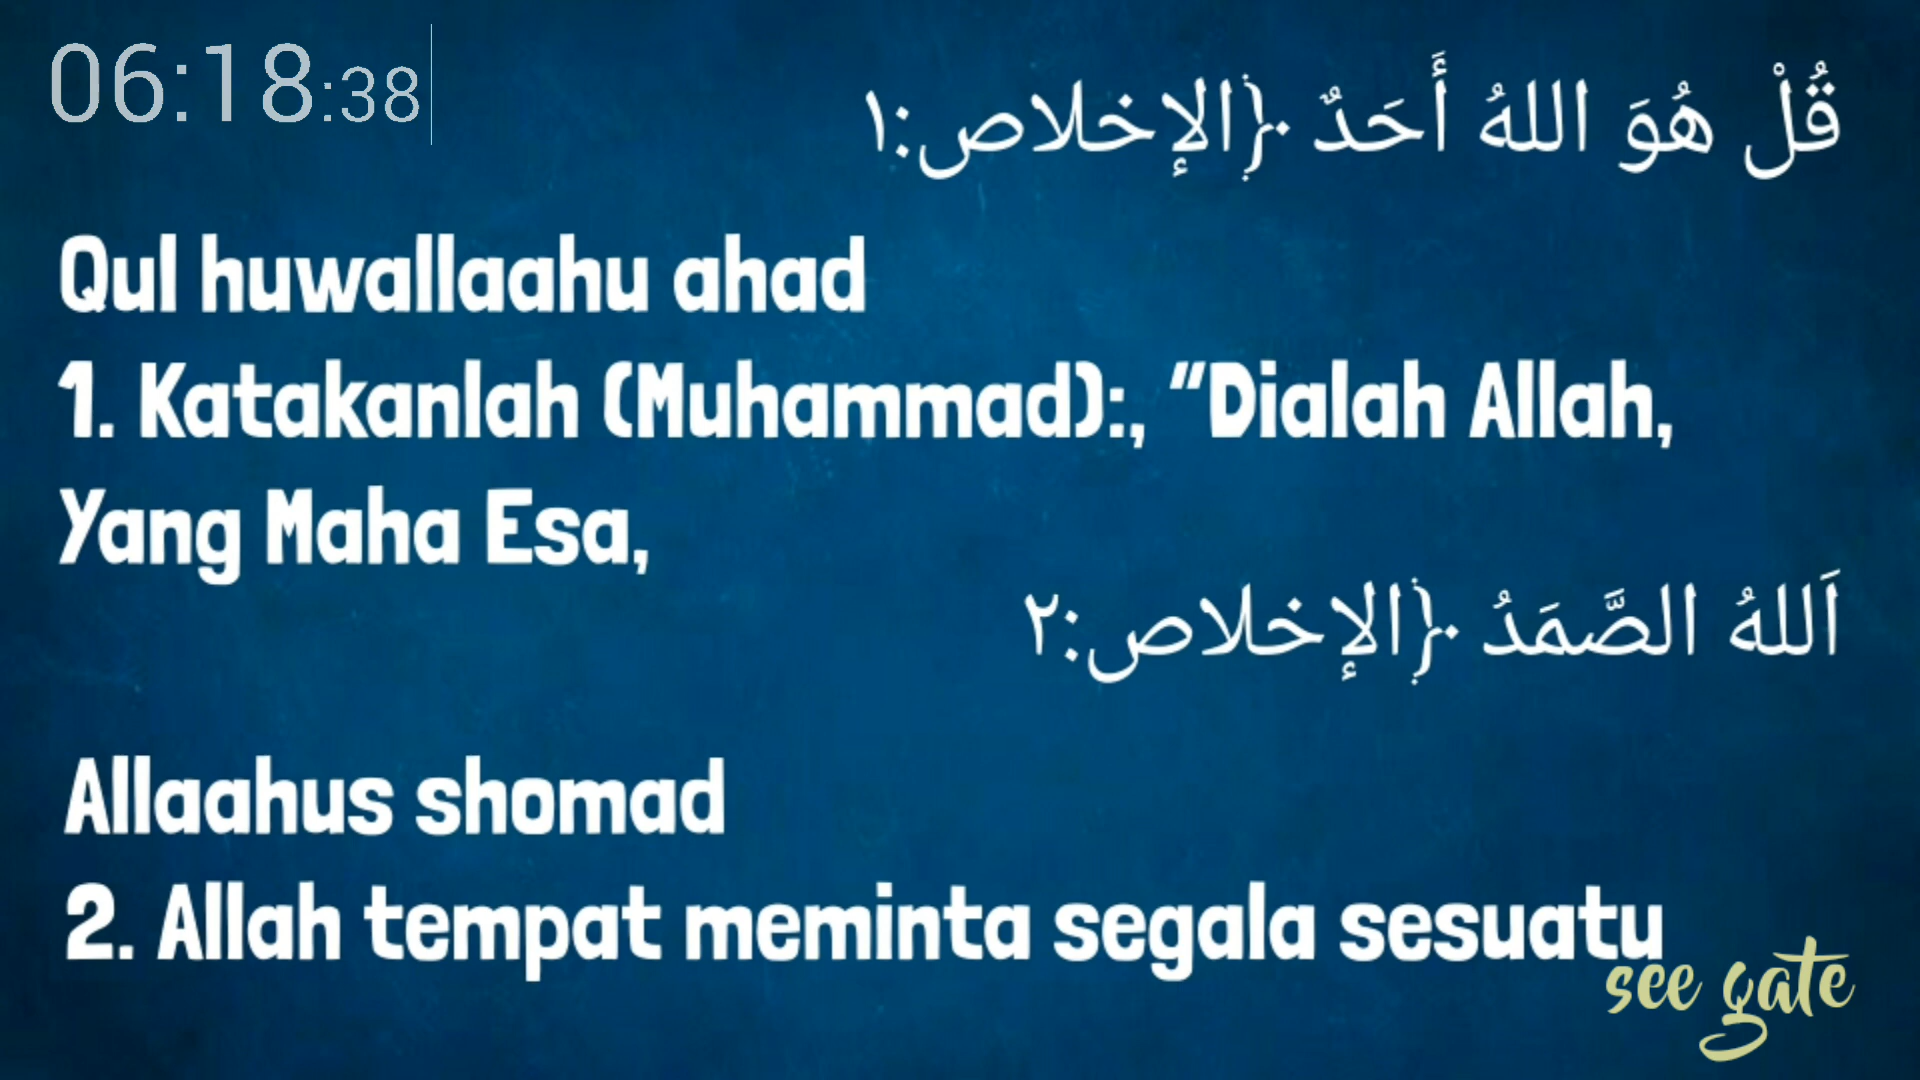 06:18:38
قُلْ هُوَ اللهُ أَحَدٌ ﴿الإخلاص:١
Qul huwallaahu ahad
1. Katakanlah (Muhammad):, “Dialah Allah,
Yang Maha Esa,
اَللهُ الصَّمَدُ ﴿الإخلاص:٢
Allaahus shomad
2. Allah tempat meminta segala sesuatu
see gate